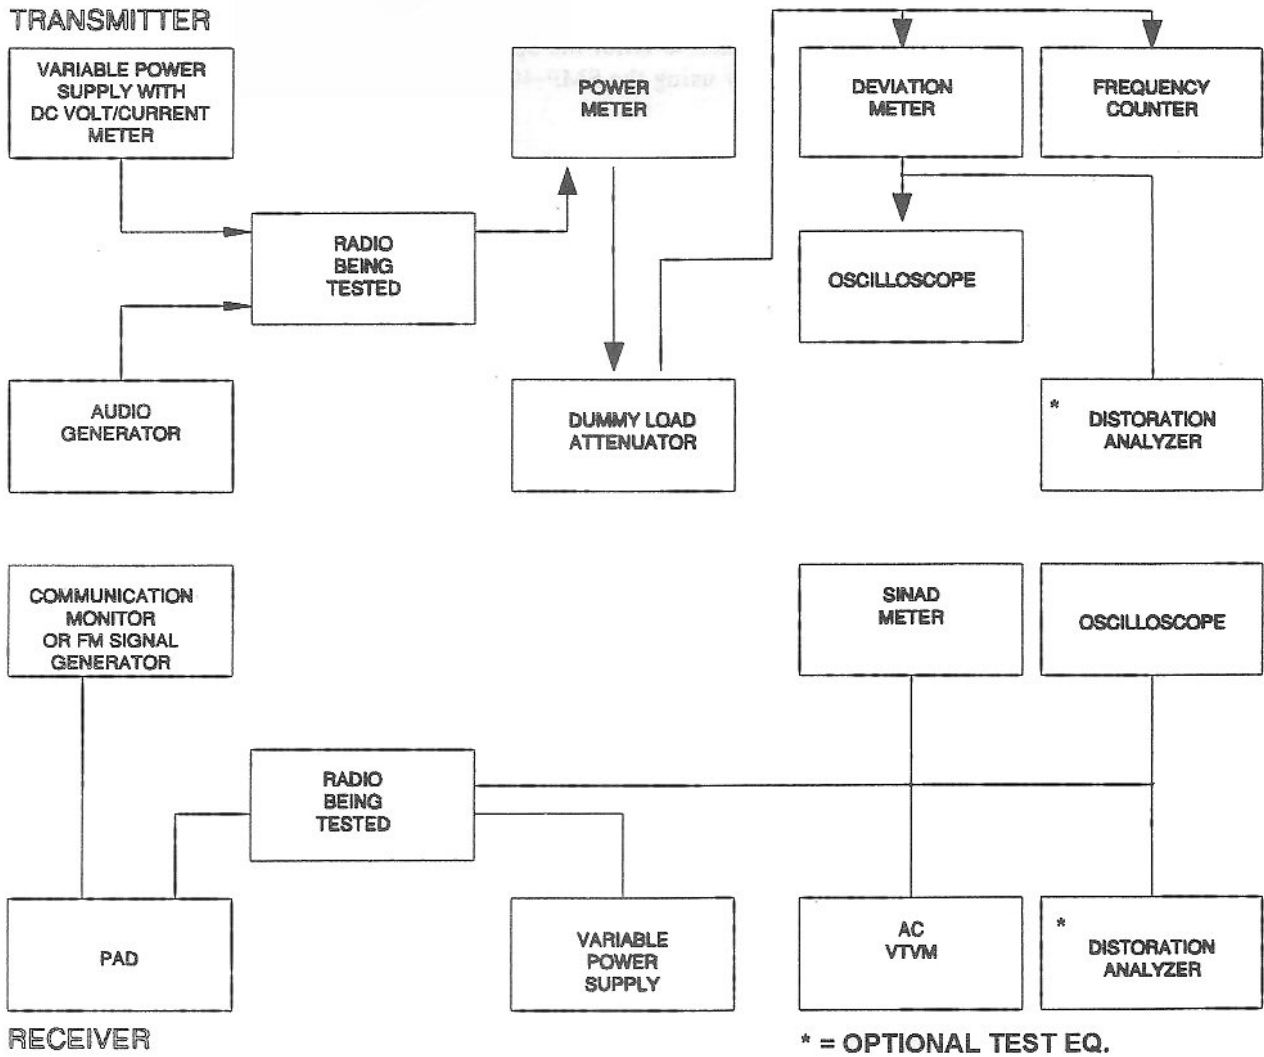 TRANSMITTER
VARIABLE POWER
SUPPLY WITH
DC VOLT/CURRENT
METER
POWER
METER
DEVIATION
METER
FREQUENCY
COUNTER
RADIO
BEING
TESTED
OSCILLOSCOPE
AUDIO
GENERATOR
DUMMY LOAD
ATTENUATOR
* DISTORATION
ANALYZER
COMMUNICATION
MONITOR
OR FM SIGNAL
GENERATOR
SINAD
METER
OSCILLOSCOPE
RADIO
BEING
TESTED
PAD
VARIABLE
POWER
SUPPLY
AC
VTVM
* DISTORATION
ANALYZER
RECEIVER
* = OPTIONAL TEST EQ.